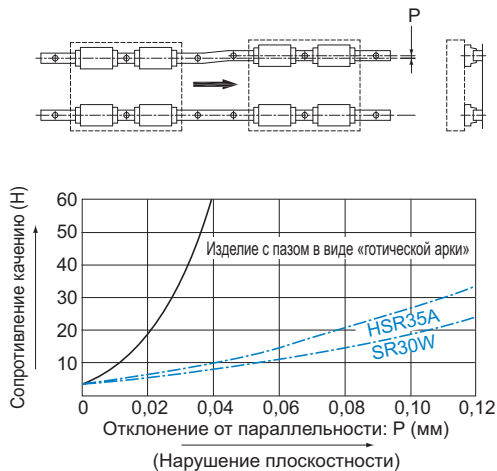 P
Сопротивление качению (Н)
60
50
40
30
20
10
Изделие с пазом в виде «готической арки»
HSR35A
SR30W
0
0,02
0,04
0,06
0,08
0,10
0,12
Отклонение от параллельности: P (мм)
(Нарушение плоскостности)